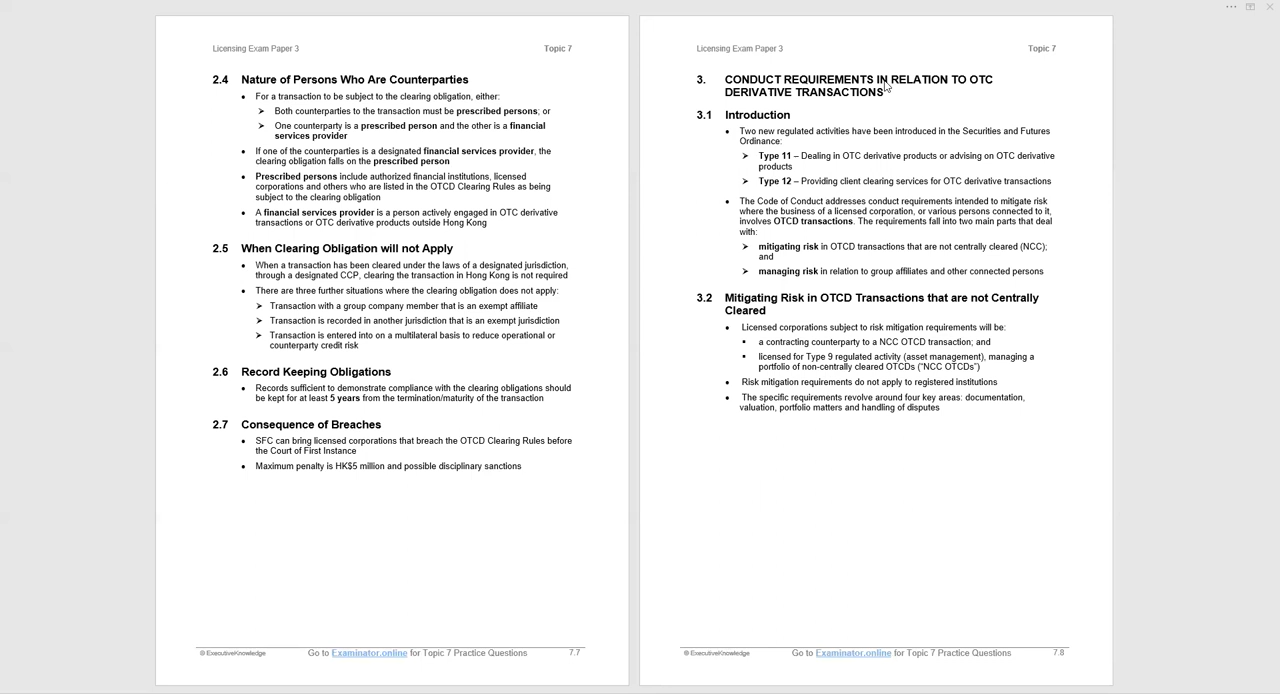 Licensing Exam Paper 3 Topic 7
2.4 Nature of Persons Who Are Counterparties
• For a transaction to be subject to the clearing obligation, either:
➢ Both counterparties to the transaction must be prescribed persons; or
➢ One counterparty is a prescribed person and the other is a financial
services provider
• If one of the counterparties is a designated financial services provider, the
clearing obligation falls on the prescribed person
• Prescribed persons include authorized financial institutions, licensed
corporations and others who are listed in the OTCD Clearing Rules as being
subject to the clearing obligation
• A financial services provider is a person actively engaged in OTC derivative
transactions or OTC derivative products outside Hong Kong
2.5 When Clearing Obligation will not Apply
• When a transaction has been cleared under the laws of a designated jurisdiction,
through a designated CCP, clearing the transaction in Hong Kong is not required
• There are three further situations where the clearing obligation does not apply:
➢ Transaction with a group company member that is an exempt affiliate
➢ Transaction is recorded in another jurisdiction that is an exempt jurisdiction
➢ Transaction is entered into on a multilateral basis to reduce operational or
counterparty credit risk
2.6 Record Keeping Obligations
• Records sufficient to demonstrate compliance with the clearing obligations should
be kept for at least 5 years from the termination/maturity of the transaction
2.7 Consequence of Breaches
• SFC can bring licensed corporations that breach the OTCD Clearing Rules before
the Court of First Instance
• Maximum penalty is HK$5 million and possible disciplinary sanctions
© ExecutiveKnowledge Go to Examinator.online for Topic 7 Practice Questions 7.7
Licensing Exam Paper 3 Topic 7
3. CONDUCT REQUIREMENTS IN RELATION TO OTC
DERIVATIVE TRANSACTIONS
3.1 Introduction
• Two new regulated activities have been introduced in the Securities and Futures
Ordinance:
➢ Type 11 – Dealing in OTC derivative products or advising on OTC derivative
products
➢ Type 12 – Providing client clearing services for OTC derivative transactions
• The Code of Conduct addresses conduct requirements intended to mitigate risk
where the business of a licensed corporation, or various persons connected to it,
involves OTCD transactions. The requirements fall into two main parts that deal
with:
➢ mitigating risk in OTCD transactions that are not centrally cleared (NCC);
and
➢ managing risk in relation to group affiliates and other connected persons
3.2 Mitigating Risk in OTCD Transactions that are not Centrally
Cleared
• Licensed corporations subject to risk mitigation requirements will be:
▪ a contracting counterparty to a NCC OTCD transaction; and
▪ licensed for Type 9 regulated activity (asset management), managing a
portfolio of non-centrally cleared OTCDs (“NCC OTCDs”)
• Risk mitigation requirements do not apply to registered institutions
• The specific requirements revolve around four key areas: documentation,
valuation, portfolio matters and handling of disputes
© ExecutiveKnowledge Go to Examinator.online for Topic 7 Practice Questions 7.8